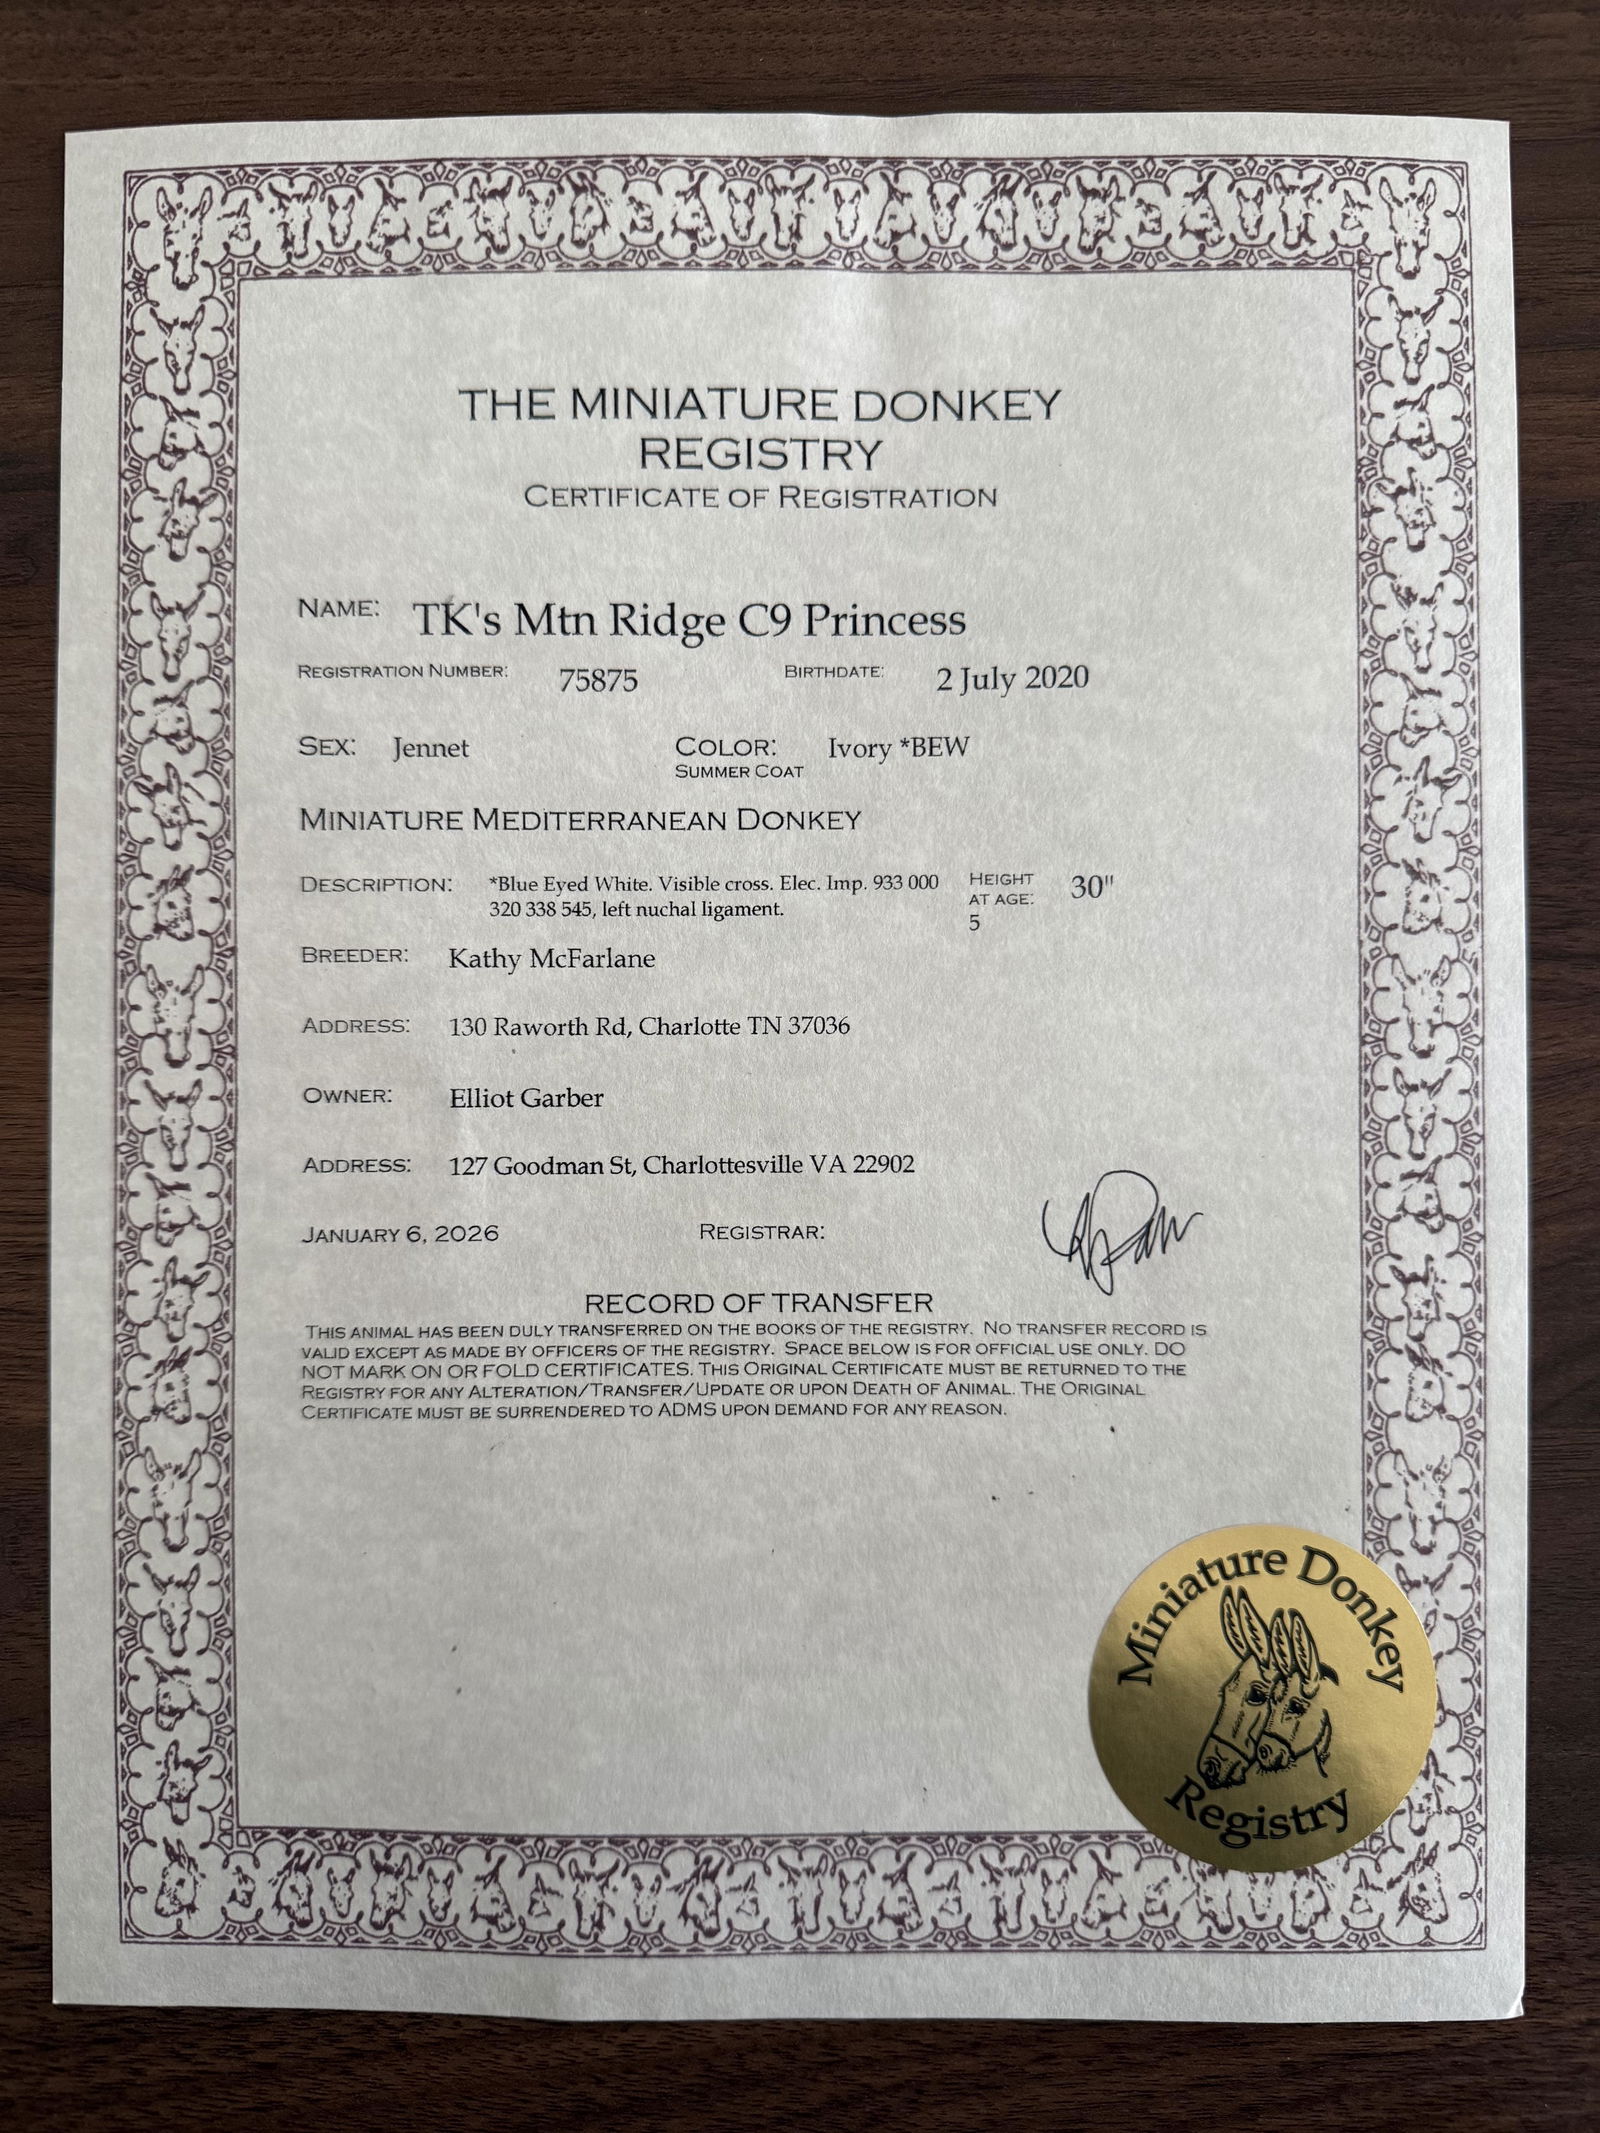 THE MINIATURE DONKEY
REGISTRY
CERTIFICATE OF REGISTRATION
NAME: TK's Mtn Ridge C9 Princess
REGISTRATION NUMBER: 75875 BIRTHDATE: 2 July 2020
SEX: Jennet COLOR: Ivory *BEW
SUMMER COAT
MINIATURE MEDITERRANEAN DONKEY
DESCRIPTION: *Blue Eyed White. Visible cross. Elec. Imp. 933 000
320 338 545, left nuchal ligament.
HEIGHT
AT AGE: 30"
5
BREEDER: Kathy McFarlane
ADDRESS: 130 Raworth Rd, Charlotte TN 37036
OWNER: Elliot Garber
ADDRESS: 127 Goodman St, Charlottesville VA 22902
JANUARY 6, 2026 REGISTRAR:
RECORD OF TRANSFER
THIS ANIMAL HAS BEEN DULY TRANSFERRED ON THE BOOKS OF THE REGISTRY. NO TRANSFER RECORD IS
VALID EXCEPT AS MADE BY OFFICERS OF THE REGISTRY. SPACE BELOW IS FOR OFFICIAL USE ONLY. DO
NOT MARK ON OR FOLD CERTIFICATES. THIS ORIGINAL CERTIFICATE MUST BE RETURNED TO THE
REGISTRY FOR ANY ALTERATION/TRANSFER/UPDATE OR UPON DEATH OF ANIMAL. THE ORIGINAL
CERTIFICATE MUST BE SURRENDERED TO ADMS UPON DEMAND FOR ANY REASON.
Miniature Donkey
Registry